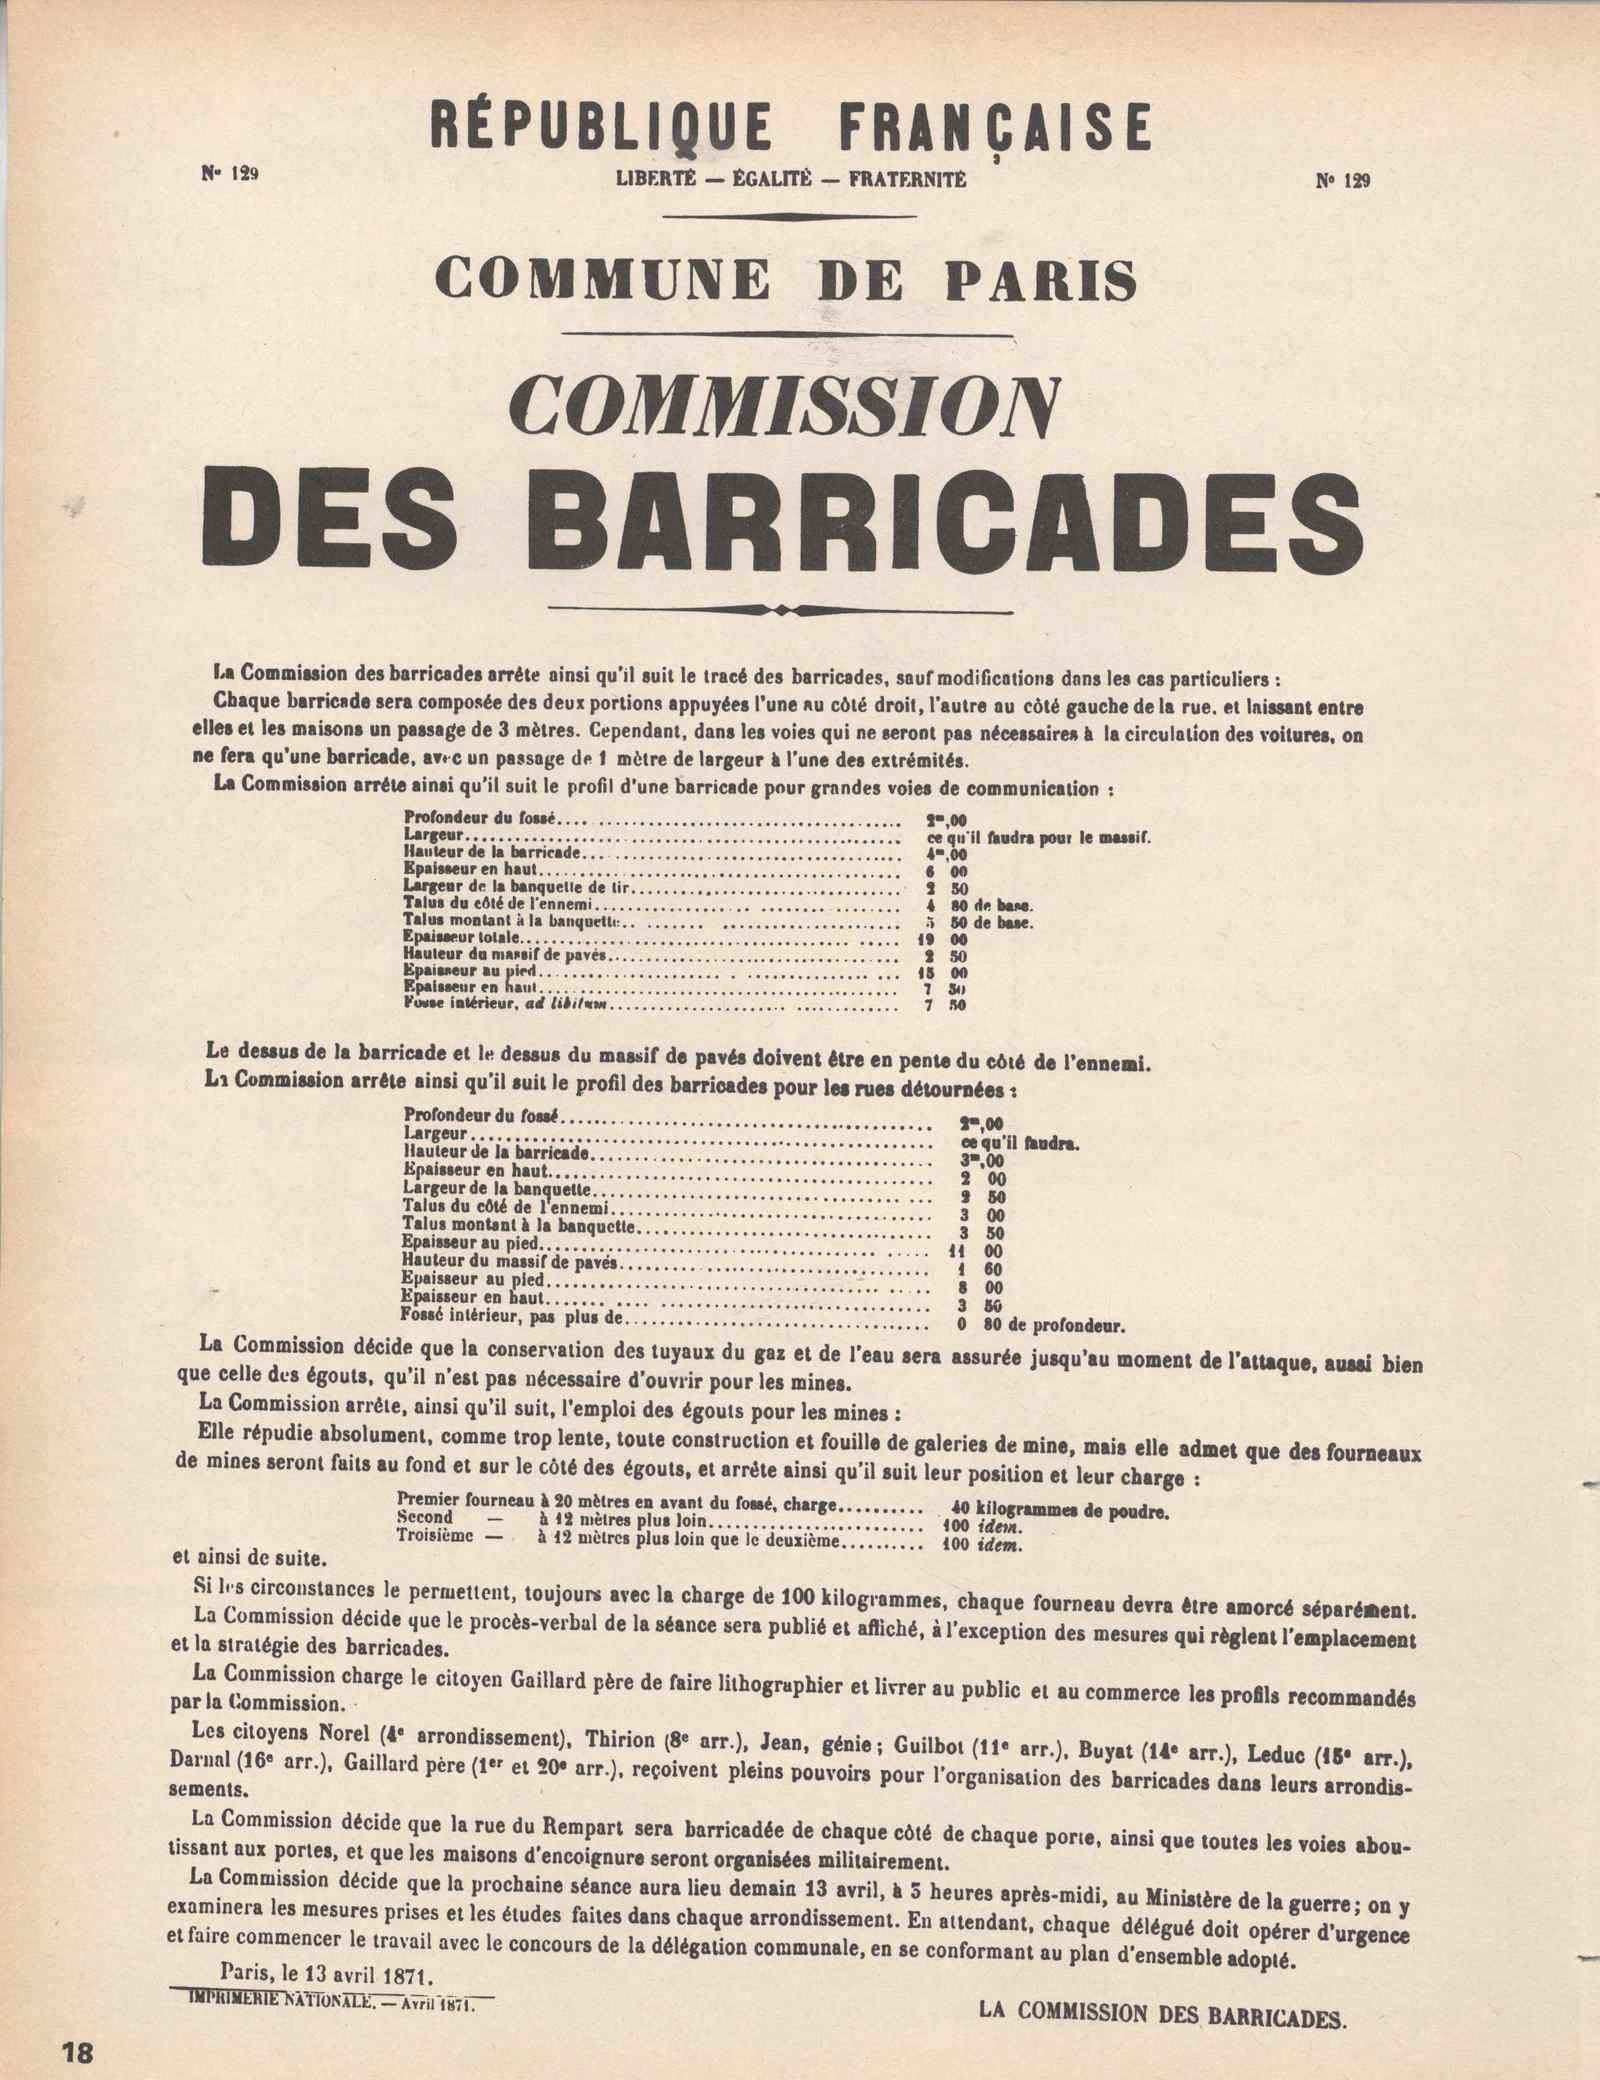 RÉPUBLIQUE FRANÇAISE
N° 129
LIBERTÉ — ÉGALITÉ — FRATERNITÉ
N° 129
COMMUNE DE PARIS
COMMISSION
DES BARRICADES
La Commission des barricades arrête ainsi qu'il suit le tracé des barricades, sauf modifications dans les cas particuliers :
Chaque barricade sera composée des deux portions appuyées l'une au côté droit, l'autre au côté gauche de la rue, et laissant entre
elles et les maisons un passage de 3 mètres. Cependant, dans les voies qui ne seront pas nécessaires à la circulation des voitures, on
ne fera qu'une barricade, avec un passage de 1 mètre de largeur à l'une des extrémités.
La Commission arrête ainsi qu'il suit le profil d'une barricade pour grandes voies de communication :
Profondeur du fossé........ 2m,00
Largeur........ ce qu'il faudra pour le massif.
Hauteur de la barricade........ 4m,00
Epaisseur en haut........ 6 00
Largeur de la banquette de tir........ 2 50
Talus du côté de l'ennemi........ 4 80 de base.
Talus montant à la banquette........ 5 50 de base.
Epaisseur totale........ 19 00
Hauteur du massif de pavés........ 2 50
Epaisseur au pied........ 15 00
Epaisseur en haut........ 7 50
Fosse intérieur, ad libitum........ 7 50
Le dessus de la barricade et le dessus du massif de pavés doivent être en pente du côté de l'ennemi.
La Commission arrête ainsi qu'il suit le profil des barricades pour les rues détournées :
Profondeur du fossé........ 2m,00
Largeur........ ce qu'il faudra.
Hauteur de la barricade........ 3m,00
Epaisseur en haut........ 2 00
Largeur de la banquette........ 2 50
Talus du côté de l'ennemi........ 3 00
Talus montant à la banquette........ 3 50
Epaisseur au pied........ 11 00
Hauteur du massif de pavés........ 1 60
Epaisseur au pied........ 8 00
Epaisseur en haut........ 3 50
Fossé intérieur, pas plus de........ 0 80 de profondeur.
La Commission décide que la conservation des tuyaux du gaz et de l'eau sera assurée jusqu'au moment de l'attaque, aussi bien
que celle des égouts, qu'il n'est pas nécessaire d'ouvrir pour les mines.
La Commission arrête, ainsi qu'il suit, l'emploi des égouts pour les mines :
Elle répudie absolument, comme trop lente, toute construction et fouille de galeries de mine, mais elle admet que des fourneaux
de mines seront faits au fond et sur le côté des égouts, et arrête ainsi qu'il suit leur position et leur charge :
Premier fourneau à 20 mètres en avant du fossé, charge.......... 40 kilogrammes de poudre.
Second — à 12 mètres plus loin.......... 100 idem.
Troisième — à 12 mètres plus loin que le deuxième.......... 100 idem.
et ainsi de suite.
Si les circonstances le permettent, toujours avec la charge de 100 kilogrammes, chaque fourneau devra être amorcé séparément.
La Commission décide que le procès-verbal de la séance sera publié et affiché, à l'exception des mesures qui règlent l'emplacement
et la stratégie des barricades.
La Commission charge le citoyen Gaillard père de faire lithographier et livrer au public et au commerce les profils recommandés
par la Commission.
Les citoyens Norel (4e arrondissement), Thirion (8e arr.), Jean, génie ; Guilbot (11e arr.), Buyat (14e arr.), Leduc (15e arr.),
Darnal (16e arr.), Gaillard père (1er et 20e arr.), reçoivent pleins pouvoirs pour l'organisation des barricades dans leurs arrondis-
sements.
La Commission décide que la rue du Rempart sera barricadée de chaque côté de chaque porte, ainsi que toutes les voies abou-
tissant aux portes, et que les maisons d'encoignure seront organisées militairement.
La Commission décide que la prochaine séance aura lieu demain 13 avril, à 3 heures après-midi, au Ministère de la guerre ; on y
examinera les mesures prises et les études faites dans chaque arrondissement. En attendant, chaque délégué doit opérer d'urgence
et faire commencer le travail avec le concours de la délégation communale, en se conformant au plan d'ensemble adopté.
Paris, le 13 avril 1871.
IMPRIMERIE NATIONALE. — Avril 1871.
LA COMMISSION DES BARRICADES.
18